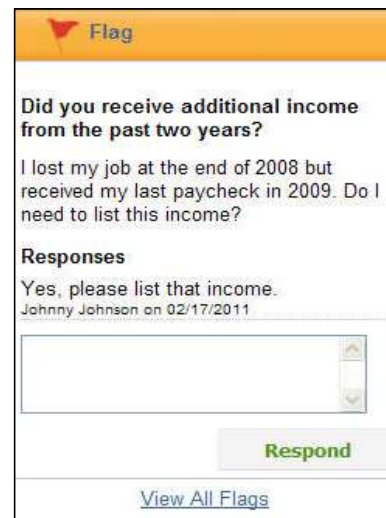 Flag
Did you receive additional income
from the past two years?
I lost my job at the end of 2008 but
received my last paycheck in 2009. Do I
need to list this income?
Responses
Yes, please list that income.
Johnny Johnson on 02/17/2011
Respond
View All Flags